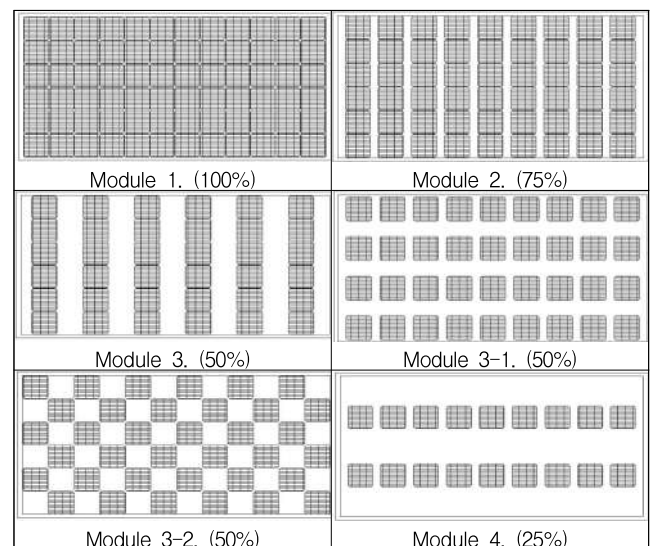 Module 1. (100%)
Module 2. (75%)
Module 3. (50%)
Module 3-1. (50%)
Module 3-2. (50%)
Module 4. (25%)